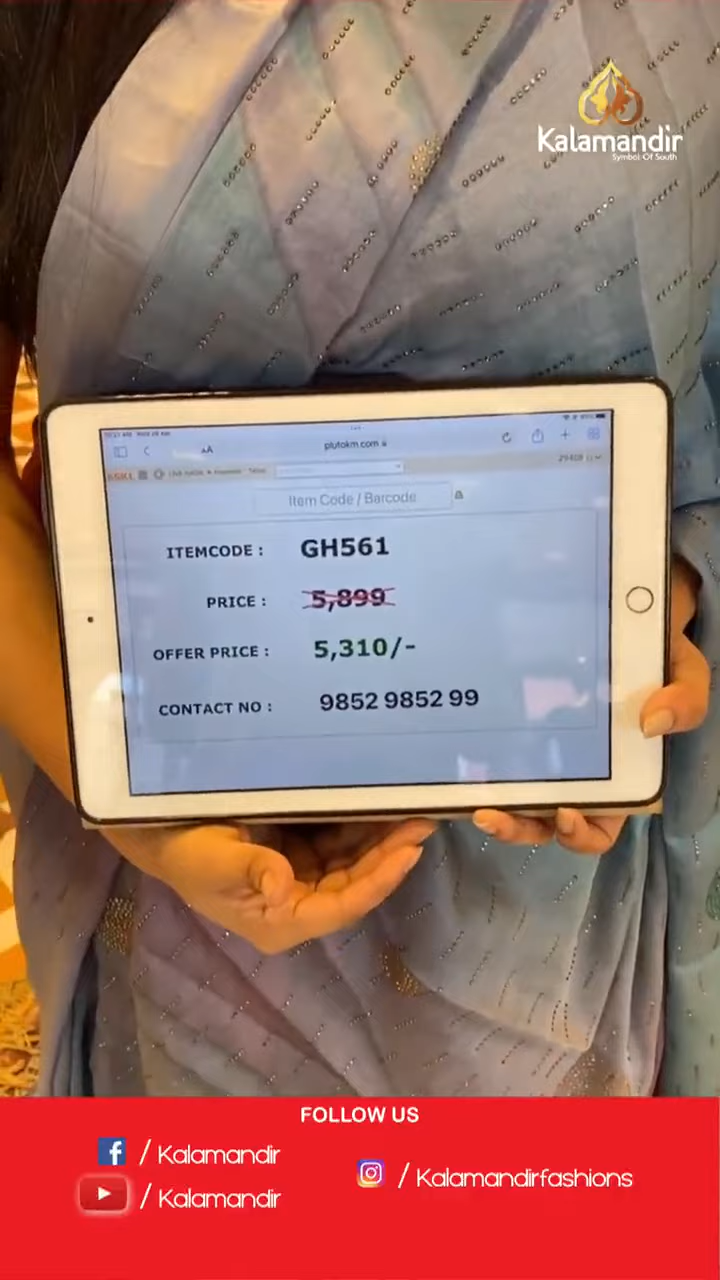 Kalamandir
Symbol Of South
AA
plutokm.com
Item Code / Barcode
ITEMCODE : GH561
PRICE : 5,899
OFFER PRICE : 5,310/-
CONTACT NO : 9852 9852 99
FOLLOW US
/ Kalamandir
/ Kalamandirfashions
/ Kalamandir